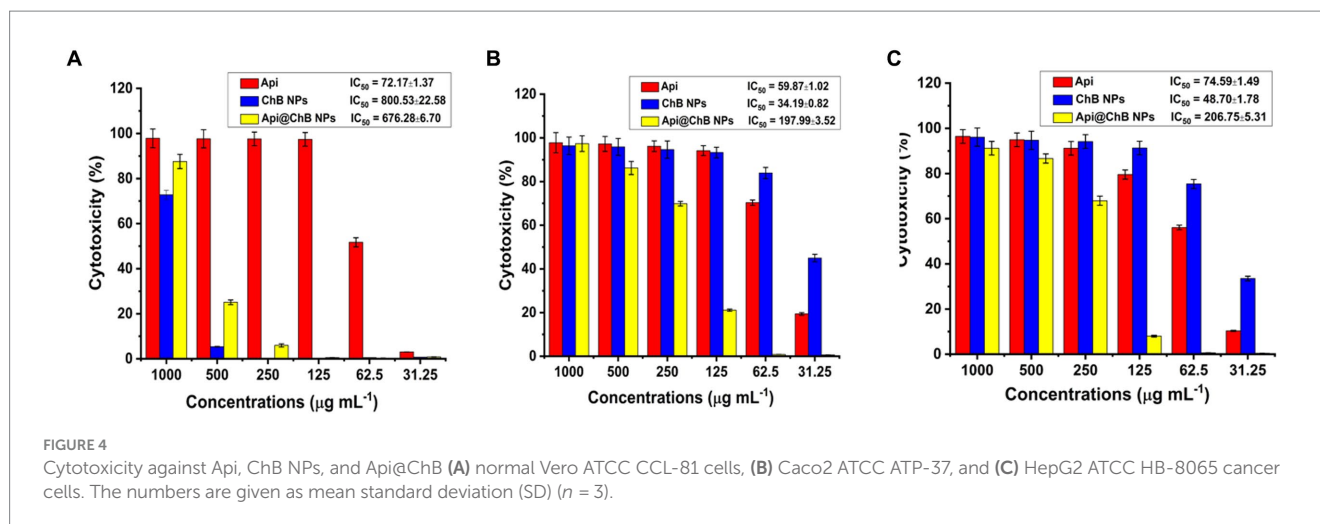 A
120
100
80
60
40
20
0
Cytotoxicity (%)
Api IC50 = 72.17±1.37
ChB NPs IC50 = 800.53±22.58
Api@ChB NPs IC50 = 676.28±6.70
1000 500 250 125 62.5 31.25
Concentrations (µg mL-1)
B
120
100
80
60
40
20
0
Cytotoxicity (%)
Api IC50 = 59.87±1.02
ChB NPs IC50 = 34.19±0.82
Api@ChB NPs IC50 = 197.99±3.52
1000 500 250 125 62.5 31.25
Concentrations (µg mL-1)
C
120
100
80
60
40
20
0
Cytotoxicity (%)
Api IC50 = 74.59±1.49
ChB NPs IC50 = 48.70±1.78
Api@ChB NPs IC50 = 206.75±5.31
1000 500 250 125 62.5 31.25
Concentrations (µg mL-1)
FIGURE 4
Cytotoxicity against Api, ChB NPs, and Api@ChB (A) normal Vero ATCC CCL-81 cells, (B) Caco2 ATCC ATP-37, and (C) HepG2 ATCC HB-8065 cancer
cells. The numbers are given as mean standard deviation (SD) (n = 3).